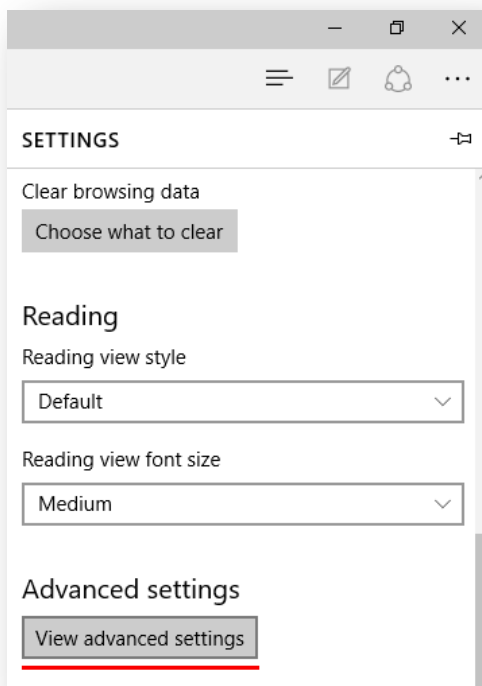 SETTINGS
Clear browsing data
Choose what to clear
Reading
Reading view style
Default
Reading view font size
Medium
Advanced settings
View advanced settings